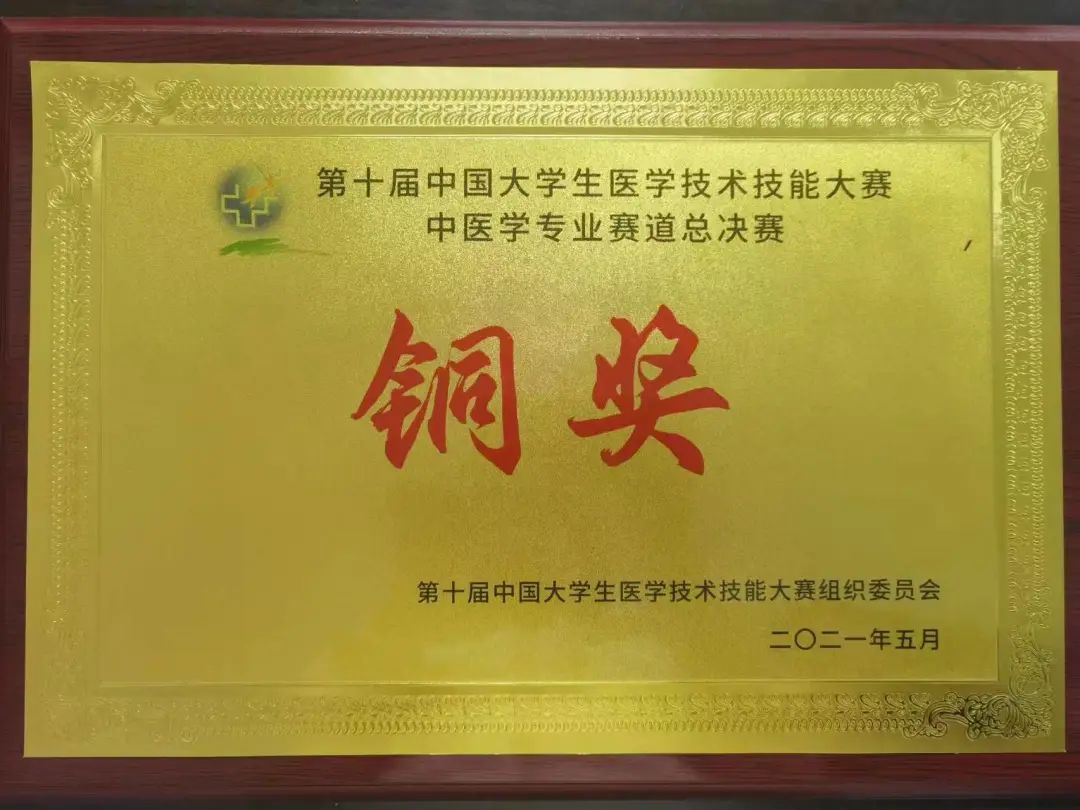 第十届中国大学生医学技术技能大赛
中医学专业赛道总决赛
铜奖
第十届中国大学生医学技术技能大赛组织委员会
二〇二一年五月